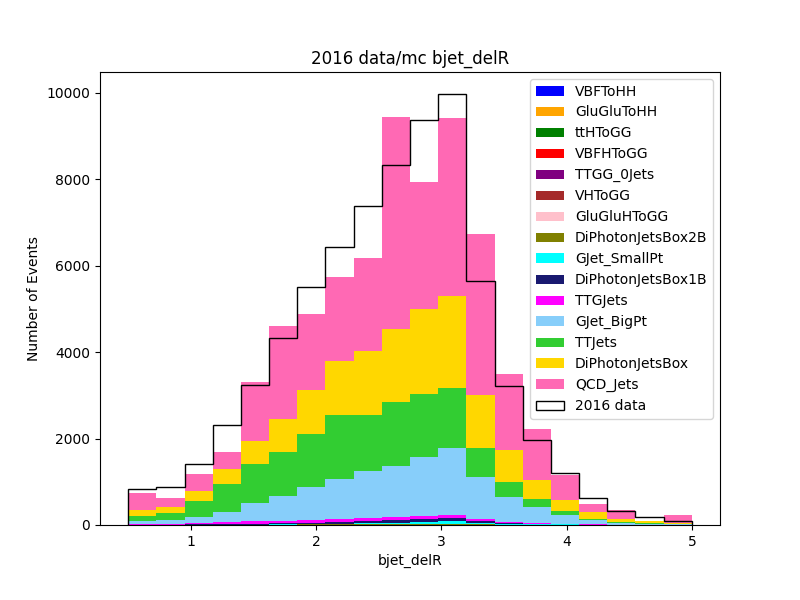 2016 data/mc bjet_delR
Number of Events
10000
8000
6000
4000
2000
0
1
2
3
4
5
bjet_delR
VBFToHH
GluGluToHH
ttHToGG
VBFHToGG
TTGG_0Jets
VHToGG
GluGluHToGG
DiPhotonJetsBox2B
GJet_SmallPt
DiPhotonJetsBox1B
TTGJets
GJet_BigPt
TTJets
DiPhotonJetsBox
QCD_Jets
2016 data